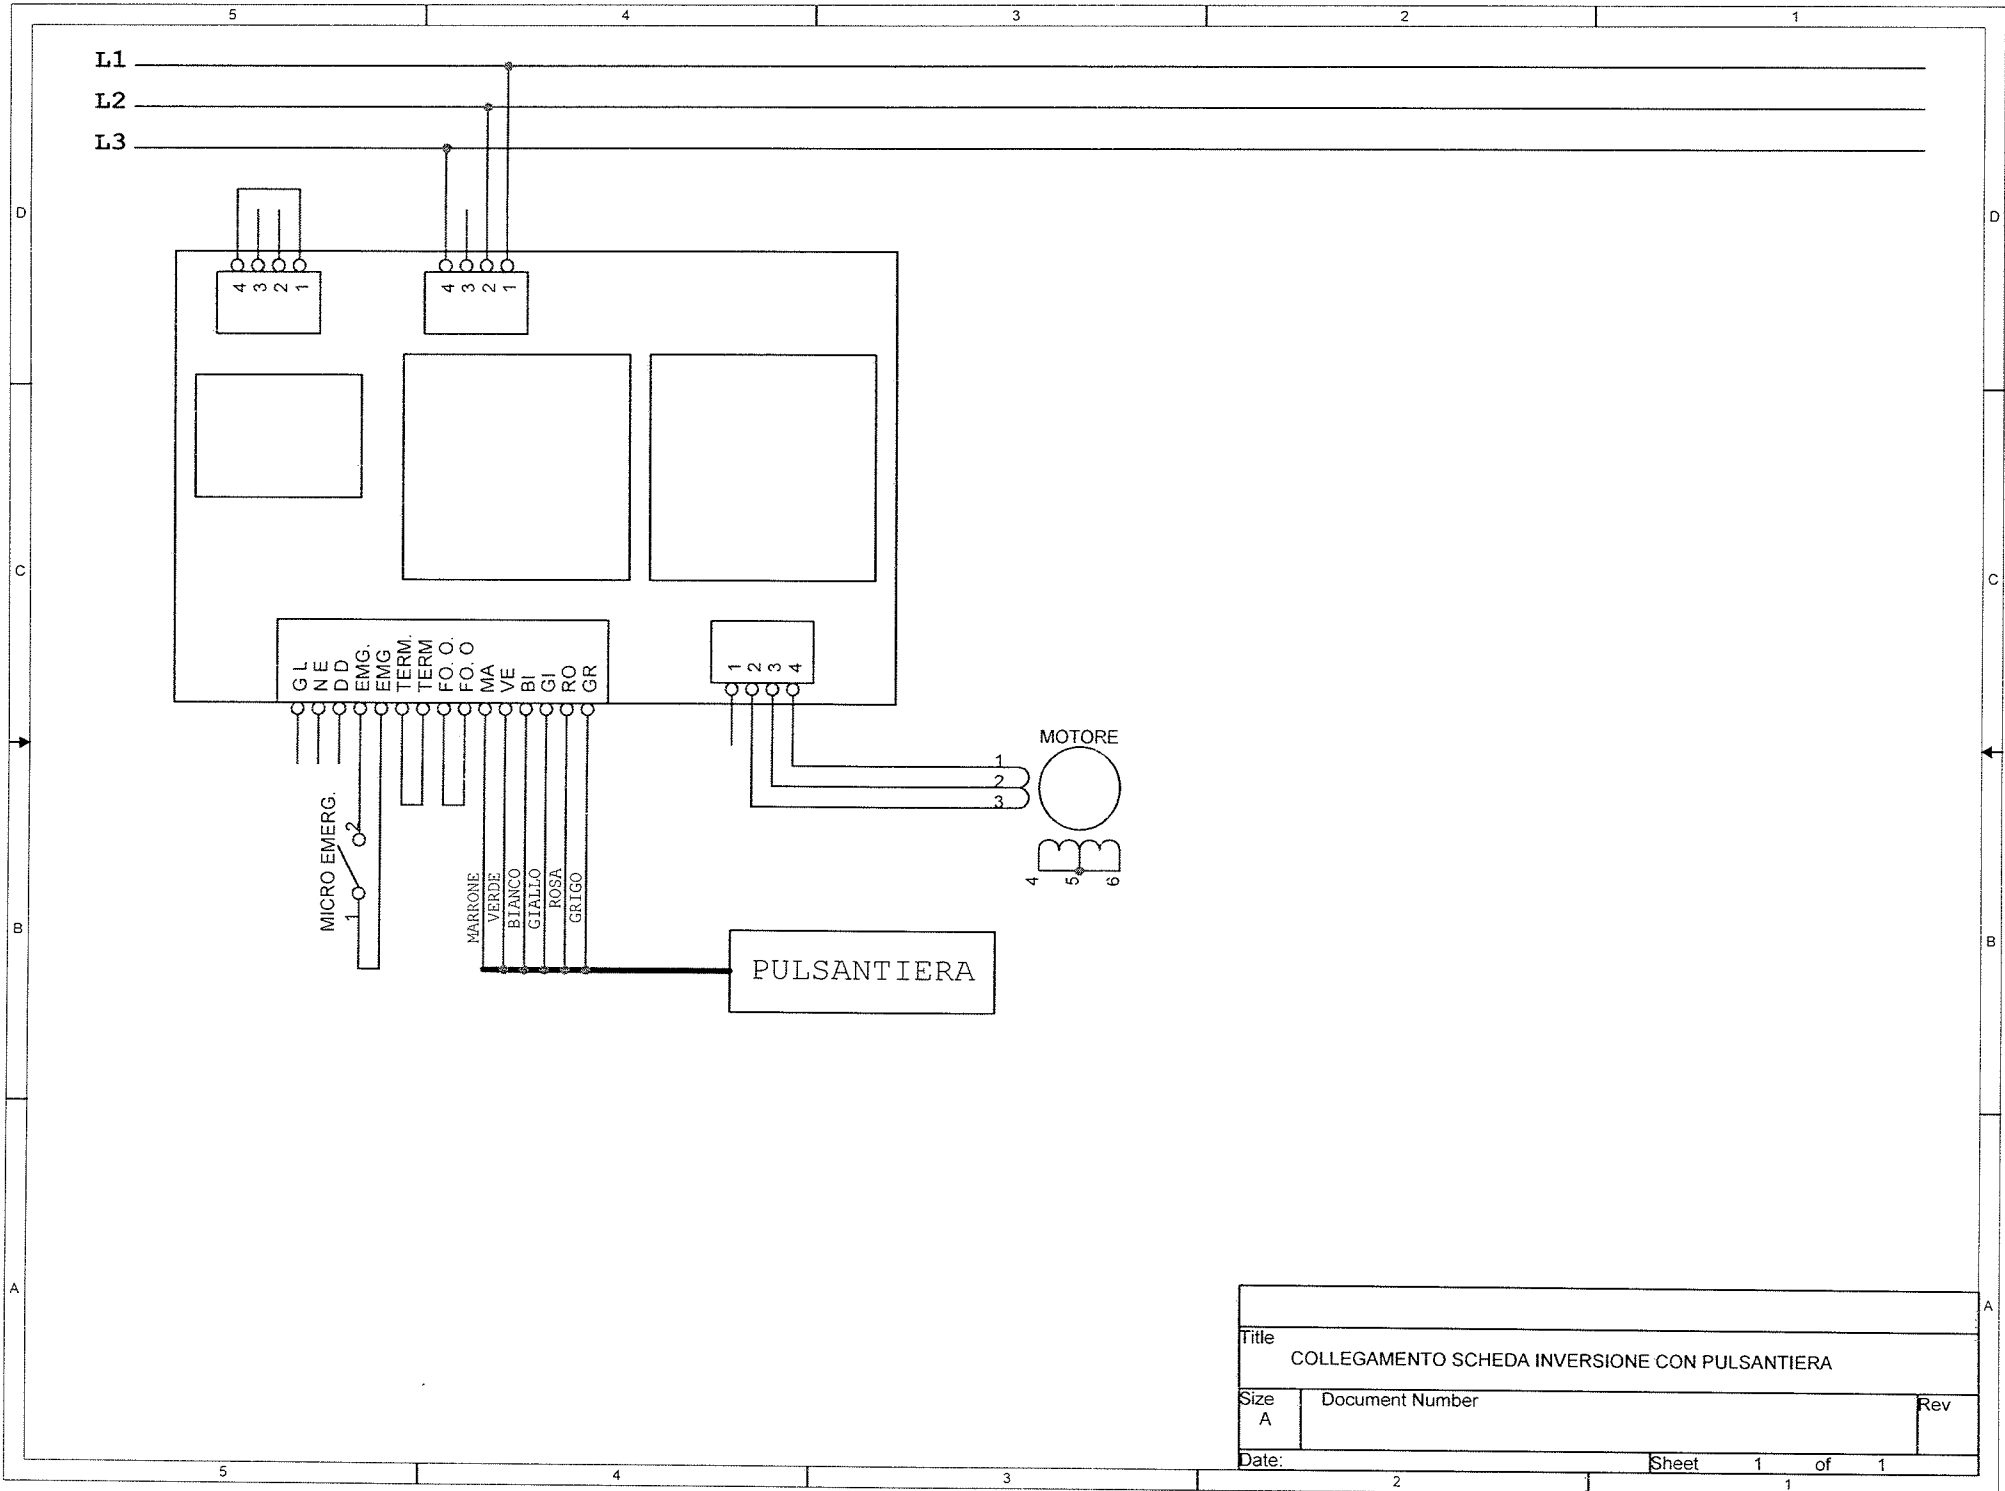 5 4 3 2 1
L1
L2
L3
D D
4 3 2 1
4 3 2 1
C C
G L
N E
D D
EMG.
EMG
TERM.
TERM
FO. O.
FO. O
MA
VE
BI
GI
RO
GR
1 2 3 4
MOTORE
1
2
3
4 5 6
MICRO EMERG.
2
1
MARRONE
VERDE
BIANCO
GIALLO
ROSA
GRIGO
B B
PULSANTIERA
A A
Title
COLLEGAMENTO SCHEDA INVERSIONE CON PULSANTIERA
Size
A
Document Number
Rev
Date:
Sheet 1 of 1
5 4 3 2 1